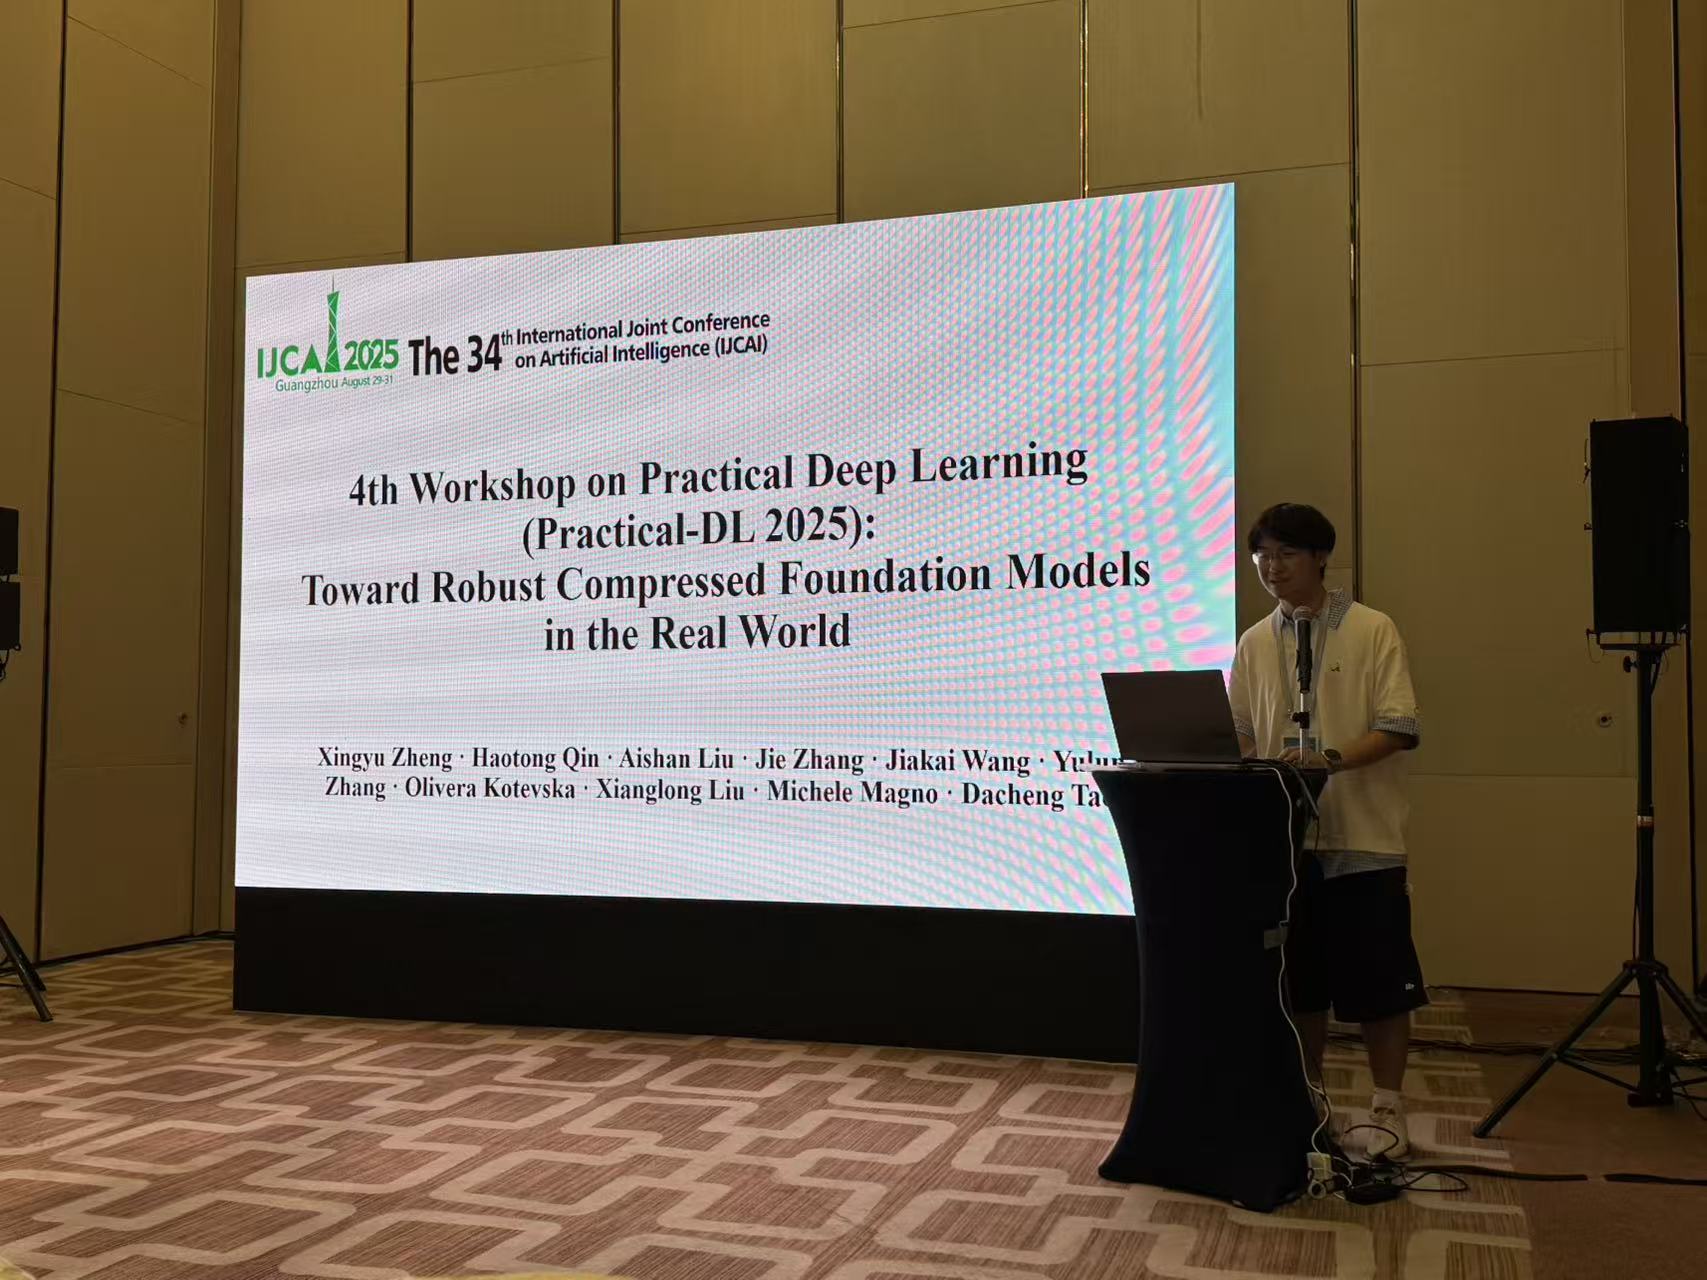 IJCAI 2025 The 34th International Joint Conference
on Artificial Intelligence (IJCAI)
Guangzhou August 29-31
4th Workshop on Practical Deep Learning
(Practical-DL 2025):
Toward Robust Compressed Foundation Models
in the Real World
Xingyu Zheng · Haotong Qin · Aishan Liu · Jie Zhang · Jiakai Wang ·
Zhang · Olivera Kotevska · Xianglong Liu · Michele Magno · Dacheng